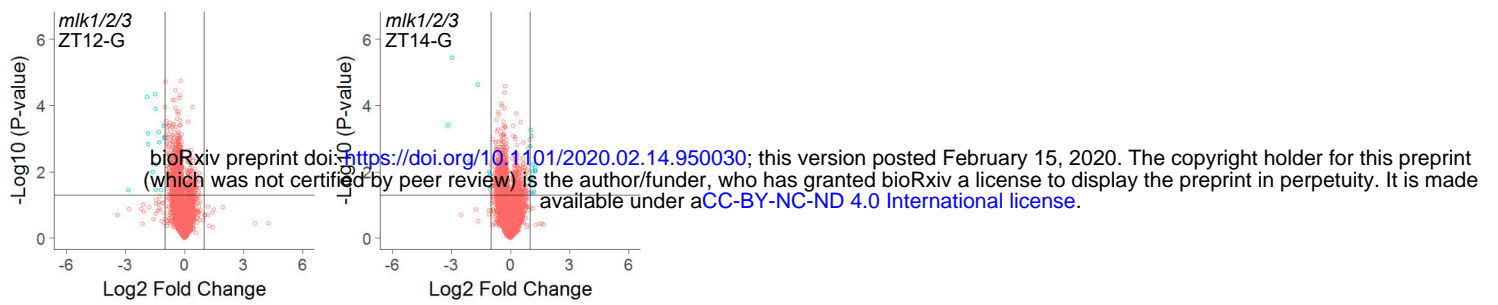 mlk1/2/3
ZT12-G
6
4
2
0
-6
-3
0
3
6
-Log10 (P-value)
Log2 Fold Change
mlk1/2/3
ZT14-G
6
4
2
0
-6
-3
0
3
6
-Log10 (P-value)
Log2 Fold Change
bioRxiv preprint doi: https://doi.org/10.1101/2020.02.14.950030; this version posted February 15, 2020. The copyright holder for this preprint
(which was not certified by peer review) is the author/funder, who has granted bioRxiv a license to display the preprint in perpetuity. It is made
available under aCC-BY-NC-ND 4.0 International license.